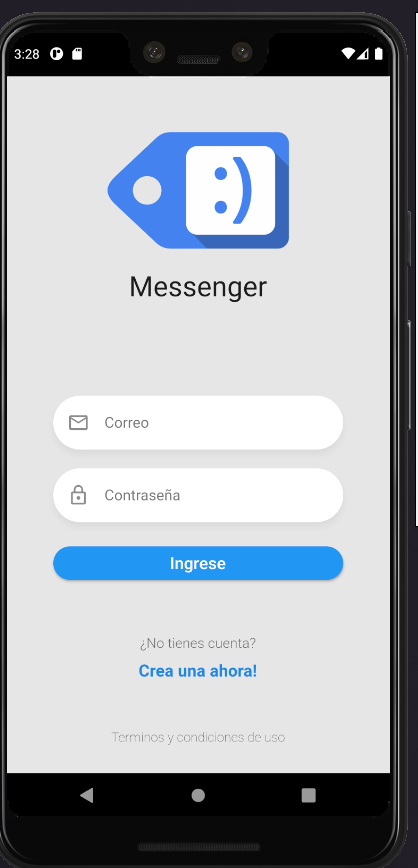 3:28
:)
Messenger
Correo
Contraseña
Ingrese
¿No tienes cuenta?
Crea una ahora!
Terminos y condiciones de uso